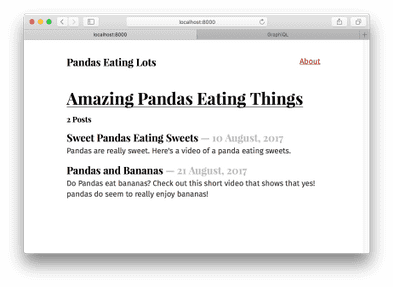 localhost:8000
localhost:8000
GraphiQL
Pandas Eating Lots
About
Amazing Pandas Eating Things
2 Posts
Sweet Pandas Eating Sweets — 10 August, 2017
Pandas are really sweet. Here's a video of a panda eating sweets.
Pandas and Bananas — 21 August, 2017
Do Pandas eat bananas? Check out this short video that shows that yes!
pandas do seem to really enjoy bananas!